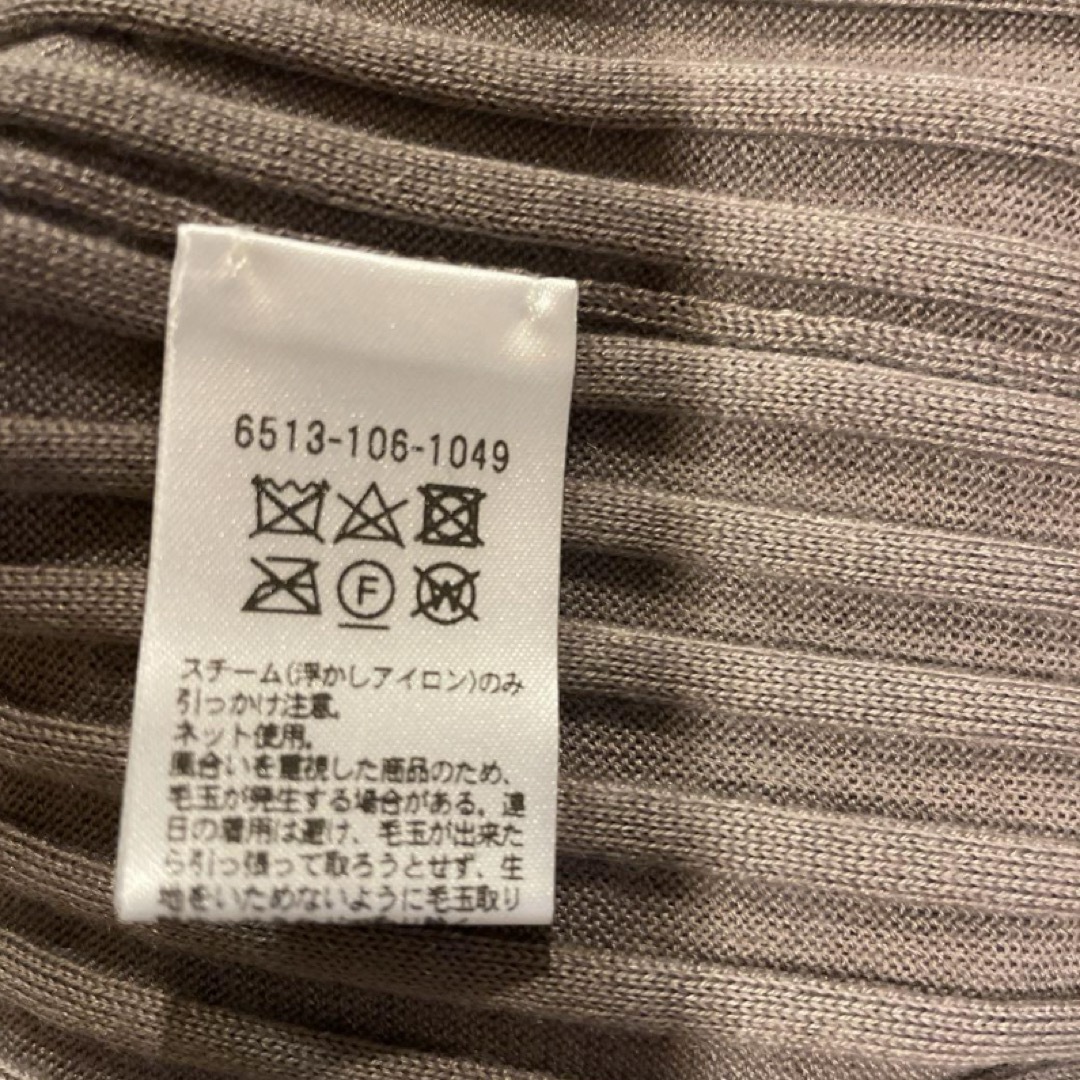 6513-106-1049
F
W
スチーム(浮かしアイロン)のみ
引っかけ注意。
ネット使用。
風合いを重視した商品のため、
毛玉が発生する場合がある。連
日の着用は避け、毛玉が出来た
ら引っ張って取ろうとせず、生
地をいためないように毛玉取り